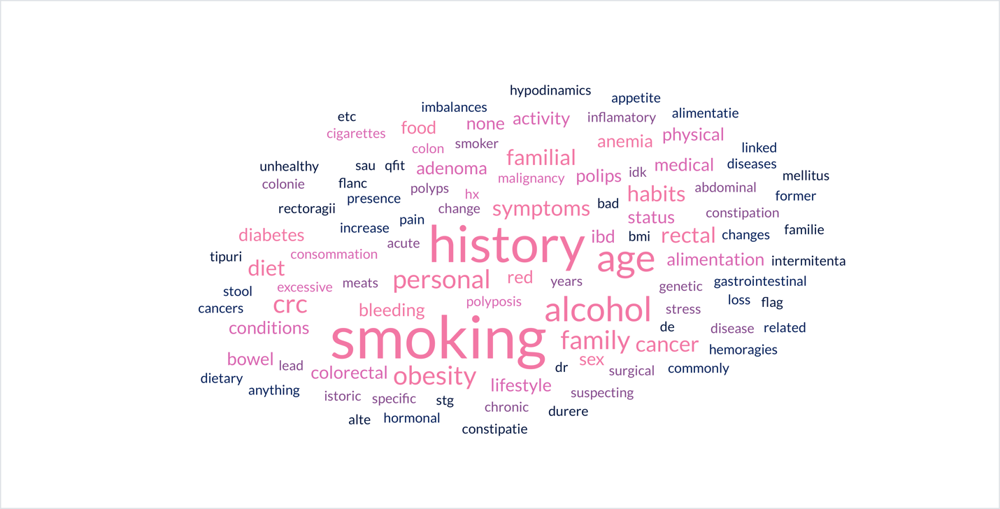 hypodinamics
appetite
imbalances
etc
activity
inflamatory
alimentatie
none
food
cigarettes
physical
anemia
smoker
colon
linked
familial
diseases
medical
unhealthy
sau
qfit
adenoma
idk
polips
mellitus
malignancy
colonie
flanc
polyps
abdominal
hx
habits
former
presence
rectoragii
change
symptoms
bad
constipation
status
pain
increase
familie
diabetes
history
ibd
bmi
rectal
changes
acute
consommation
tipuri
age
alimentation
intermitenta
diet
personal
red
years
meats
excessive
genetic
gastrointestinal
stool
loss
flag
crc
polyposis
cancers
bleeding
alcohol
stress
conditions
de
disease
related
smoking
family
cancer
hemoragies
bowel
lead
sex
dr
commonly
surgical
colorectal
obesity
dietary
lifestyle
anything
suspecting
istoric
specific
stg
chronic
durere
alte
hormonal
constipatie